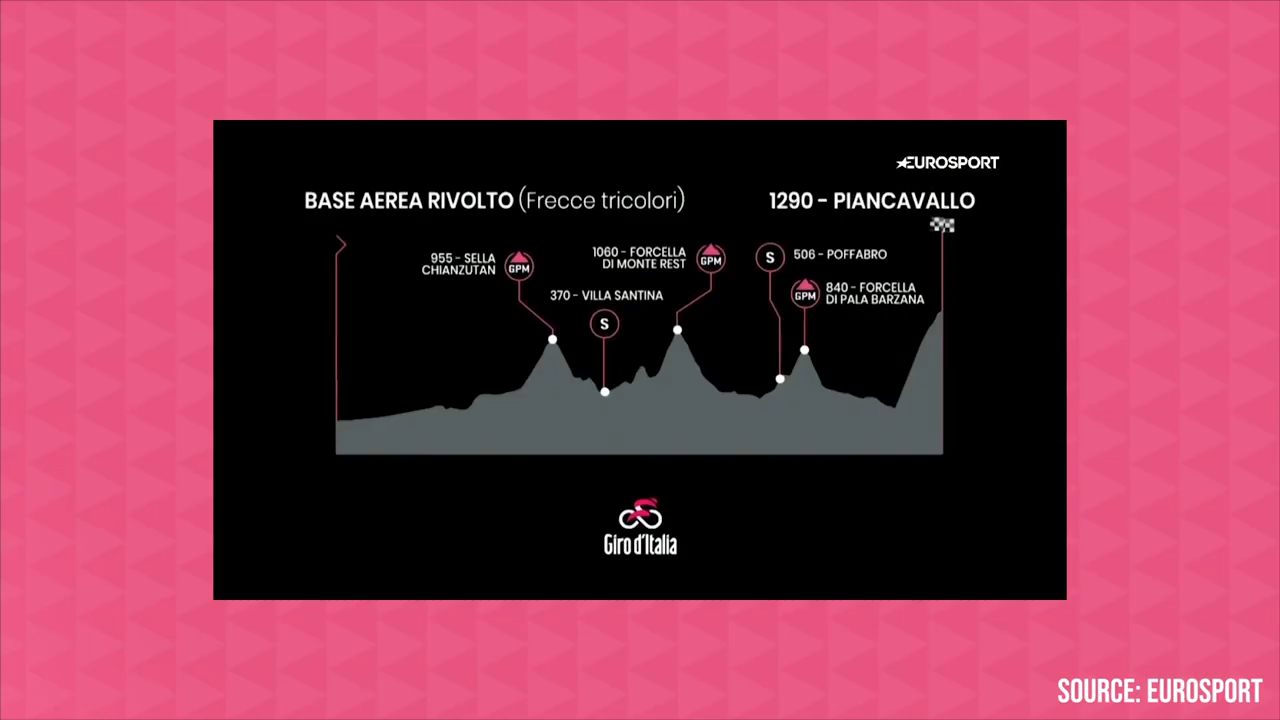 EUROSPORT
BASE AEREA RIVOLTO (Frecce tricolori)
1290 - PIANCAVALLO
955 - SELLA
CHIANZUTAN
GPM
1060 - FORCELLA
DI MONTE REST
GPM
S
506 - POFFABRO
370 - VILLA SANTINA
S
GPM
840 - FORCELLA
DI PALA BARZANA
Giro d'Italia
SOURCE: EUROSPORT